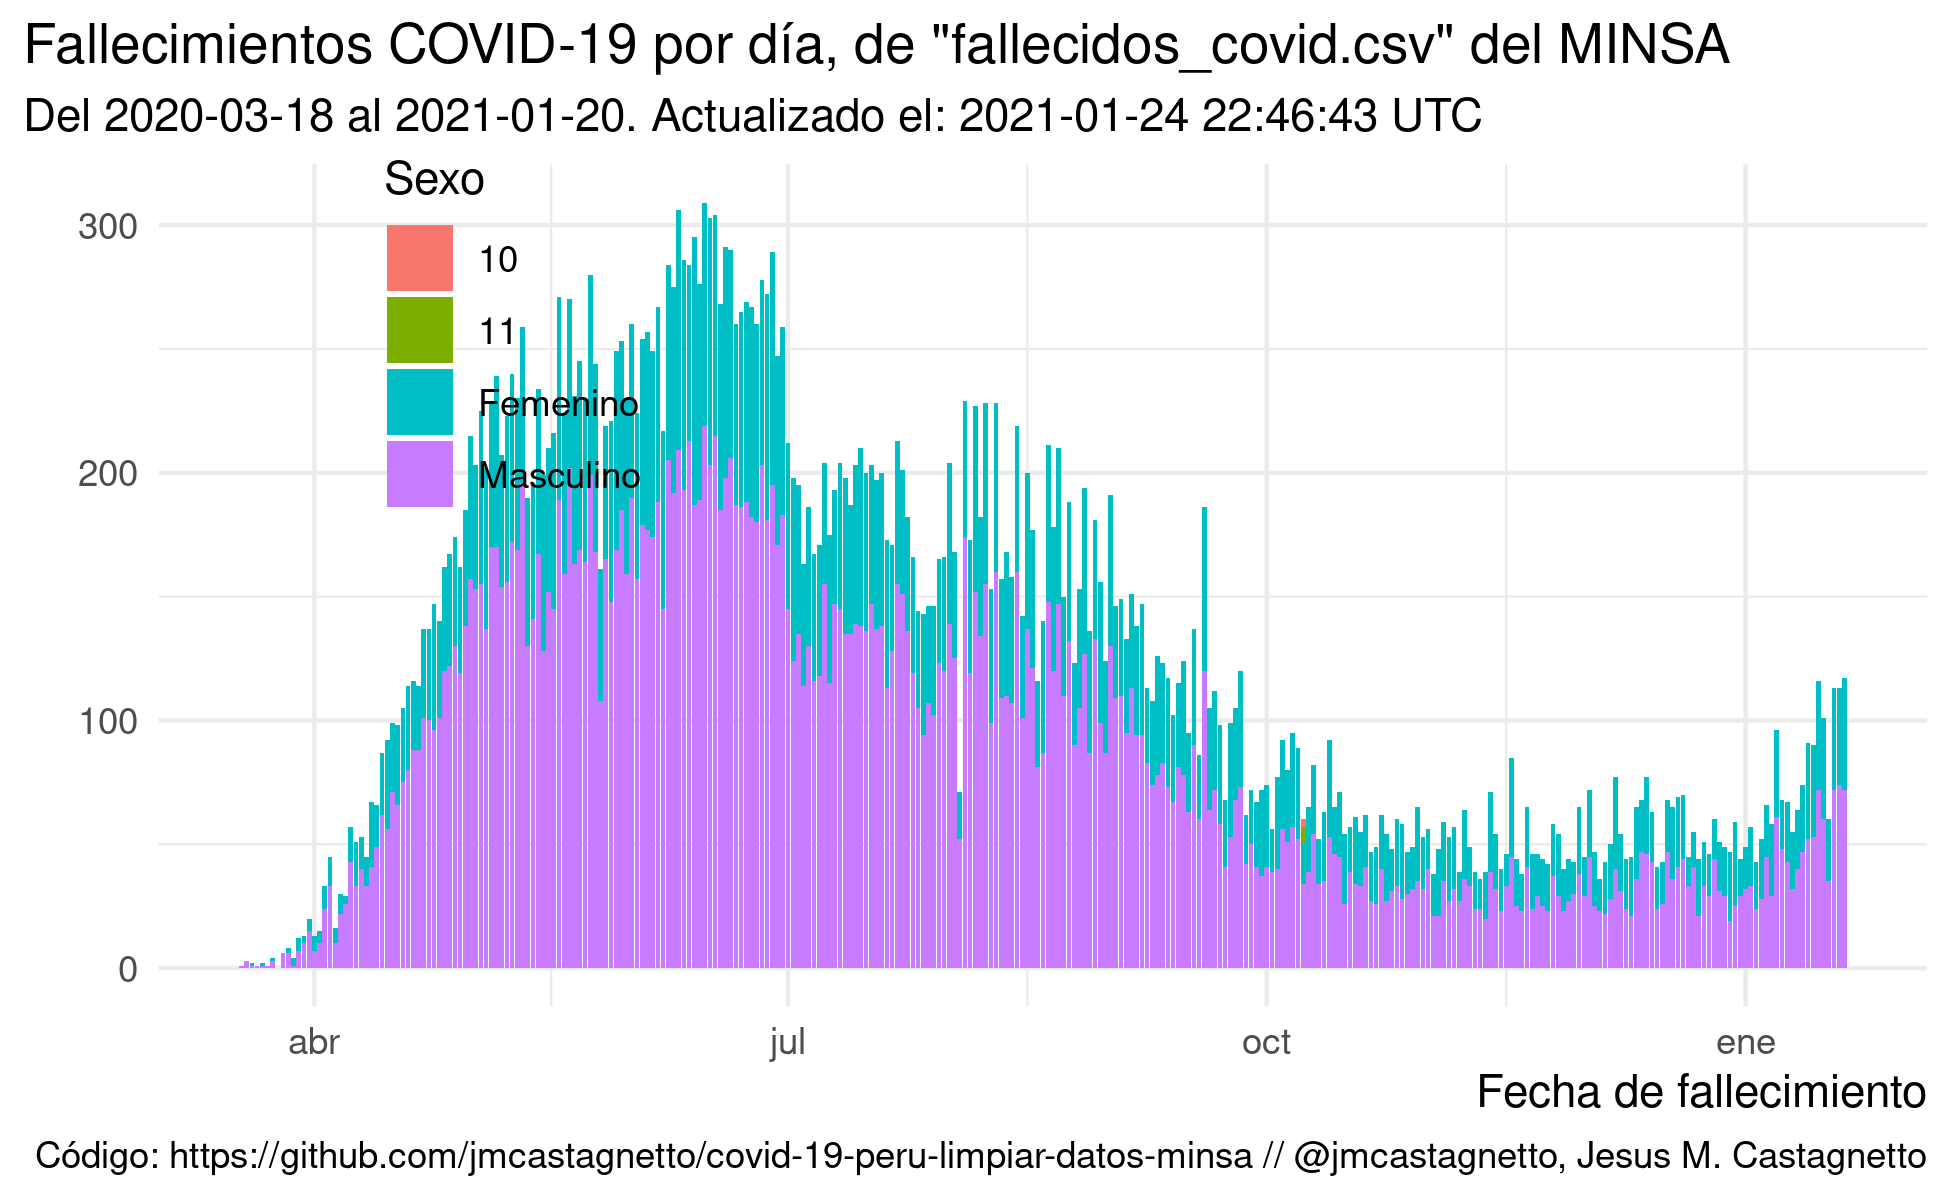 Fallecimientos COVID-19 por día, de "fallecidos_covid.csv" del MINSA
Del 2020-03-18 al 2021-01-20. Actualizado el: 2021-01-24 22:46:43 UTC
Sexo
10
11
Femenino
Masculino
300
200
100
0
abr
jul
oct
ene
Fecha de fallecimiento
Código: https://github.com/jmcastagnetto/covid-19-peru-limpiar-datos-minsa // @jmcastagnetto, Jesus M. Castagnetto